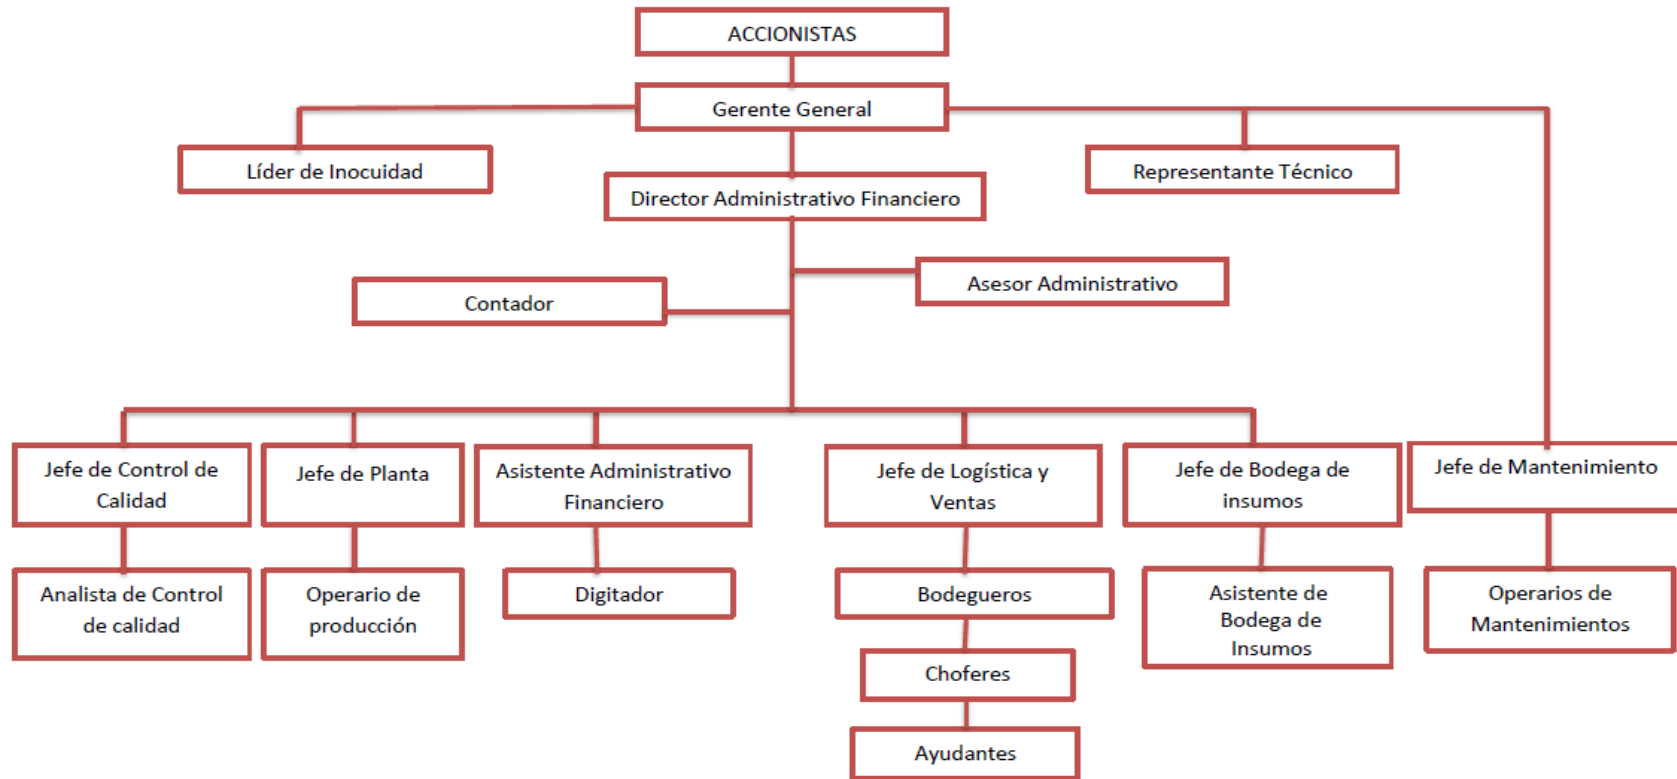 ACCIONISTAS
Gerente General
Líder de Inocuidad
Representante Técnico
Director Administrativo Financiero
Asesor Administrativo
Contador
Jefe de Control de
Calidad
Jefe de Planta
Asistente Administrativo
Financiero
Jefe de Logística y
Ventas
Jefe de Bodega de
insumos
Jefe de Mantenimiento
Analista de Control
de calidad
Operario de
producción
Digitador
Bodegueros
Asistente de
Bodega de
Insumos
Operarios de
Mantenimientos
Choferes
Ayudantes